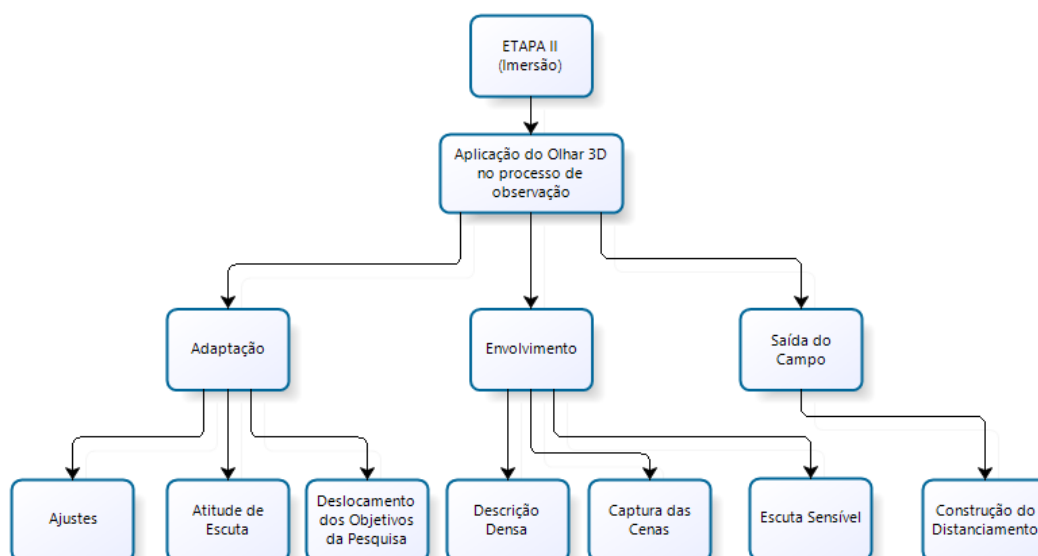 ETAPA II
(Imersão)
Aplicação do Olhar 3D
no processo de
observação
Adaptação
Envolvimento
Saída do
Campo
Ajustes
Atitude de
Escuta
Deslocamento
dos Objetivos
da Pesquisa
Descrição
Densa
Captura das
Cenas
Escuta Sensível
Construção do
Distanciamento